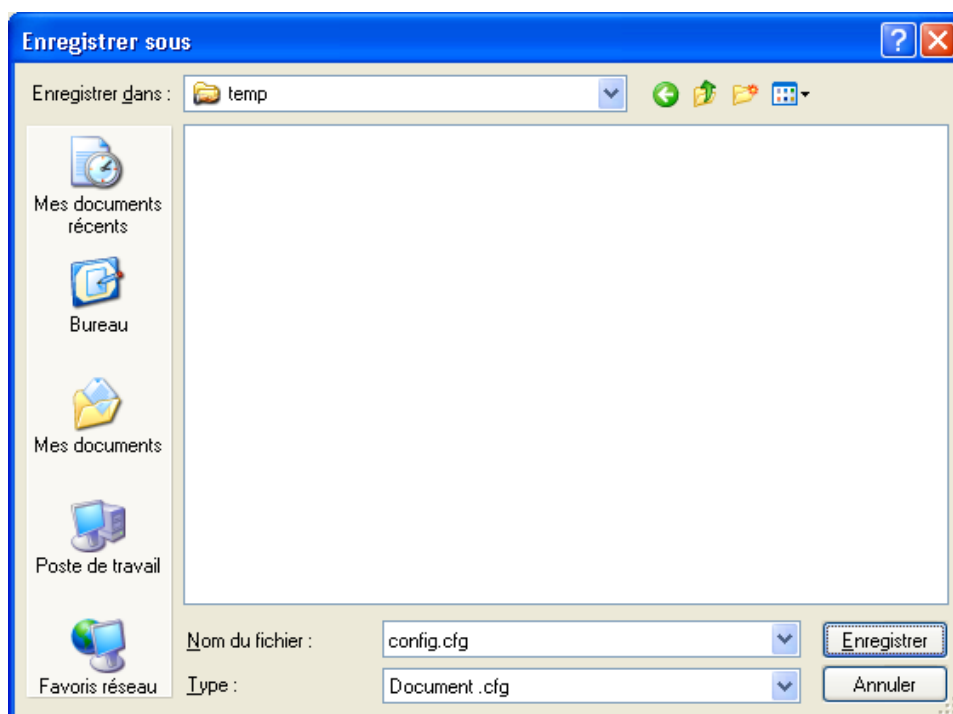 Enregistrer sous
Enregistrer dans :
temp
Mes documents
récents
Bureau
Mes documents
Poste de travail
Favoris réseau
Nom du fichier :
config.cfg
Enregistrer
Type :
Document .cfg
Annuler